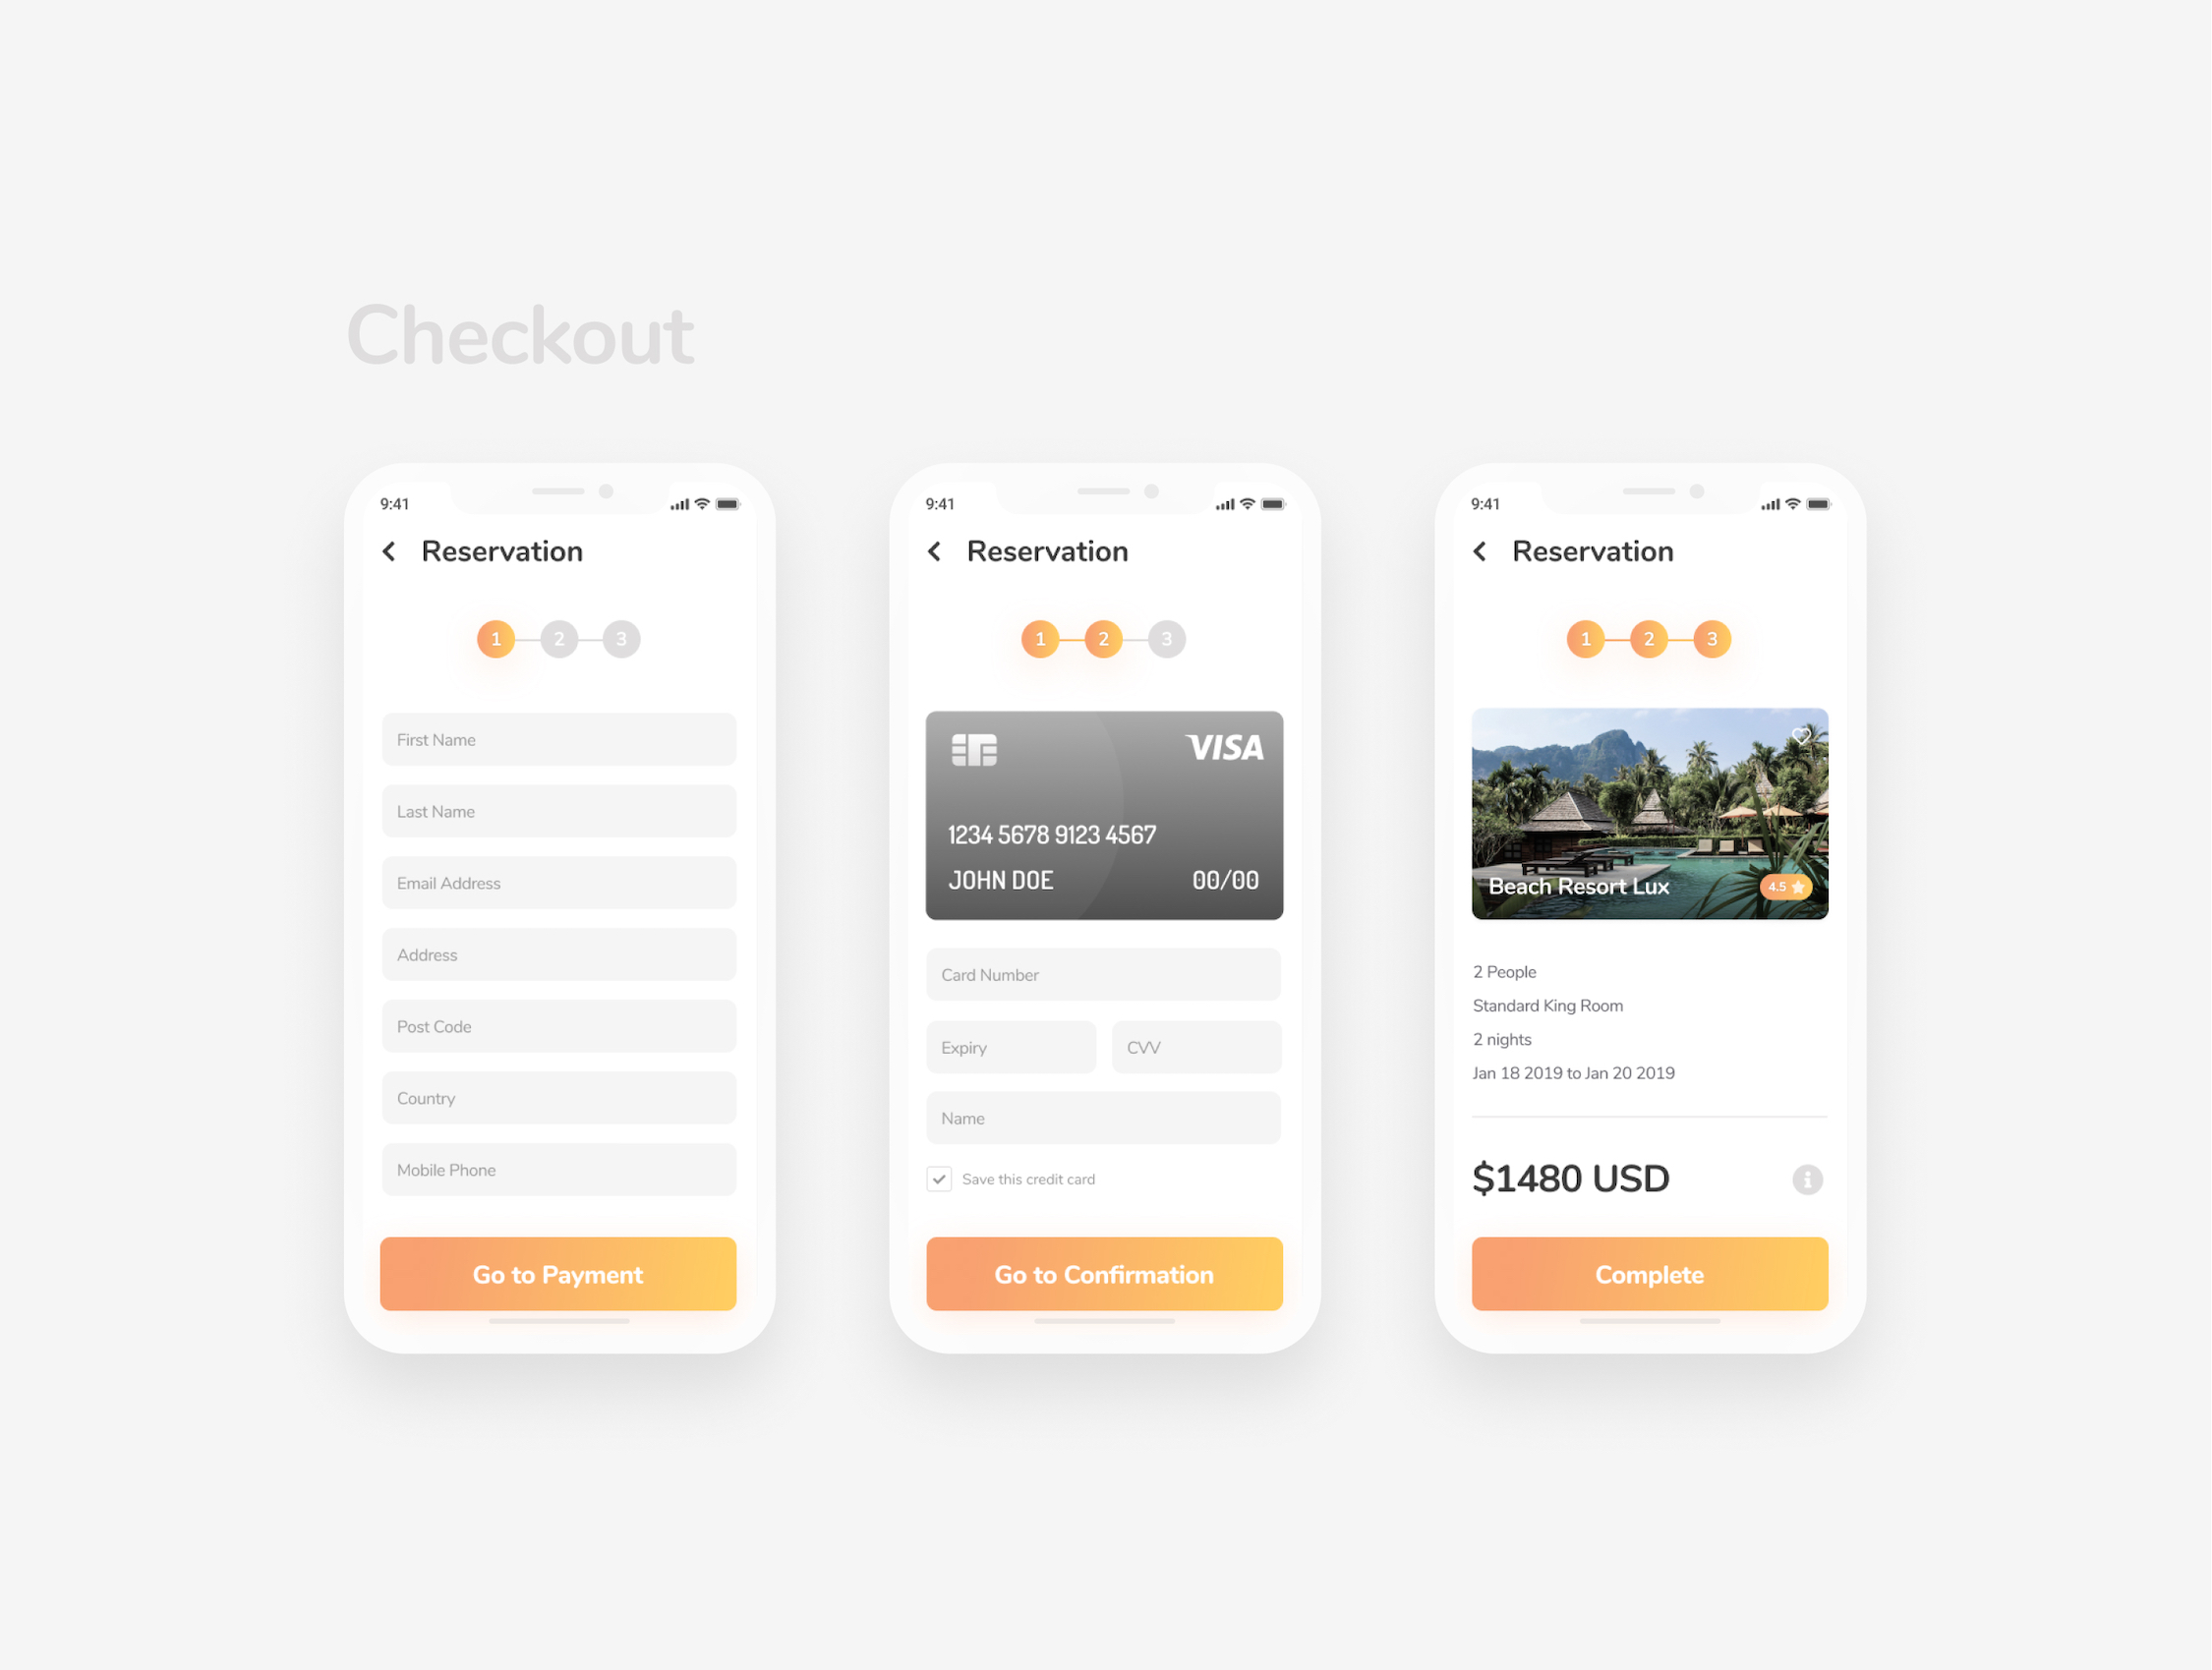 Checkout
9:41
Reservation
1 2 3
First Name
Last Name
Email Address
Address
Post Code
Country
Mobile Phone
Go to Payment
9:41
Reservation
1 2 3
VISA
1234 5678 9123 4567
JOHN DOE 00/00
Card Number
Expiry CVV
Name
Save this credit card
Go to Confirmation
9:41
Reservation
1 2 3
Beach Resort Lux 4.5
2 People
Standard King Room
2 nights
Jan 18 2019 to Jan 20 2019
$1480 USD
Complete